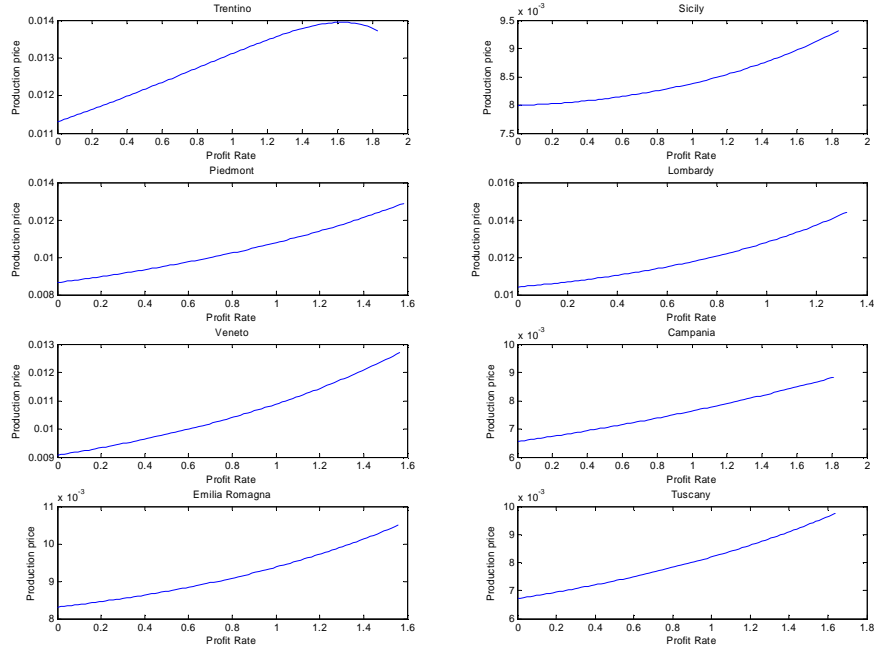 Trentino
0.014
0.013
0.012
0.011
Production price
0 0.2 0.4 0.6 0.8 1 1.2 1.4 1.6 1.8 2
Profit Rate
Sicily
x 10^-3
9.5
9
8.5
8
7.5
Production price
0 0.2 0.4 0.6 0.8 1 1.2 1.4 1.6 1.8 2
Profit Rate
Piedmont
0.014
0.012
0.01
0.008
Production price
0 0.2 0.4 0.6 0.8 1 1.2 1.4 1.6
Profit Rate
Lombardy
0.016
0.014
0.012
0.01
Production price
0 0.2 0.4 0.6 0.8 1 1.2 1.4
Profit Rate
Veneto
0.013
0.012
0.011
0.01
0.009
Production price
0 0.2 0.4 0.6 0.8 1 1.2 1.4 1.6
Profit Rate
Campania
x 10^-3
10
9
8
7
6
Production price
0 0.2 0.4 0.6 0.8 1 1.2 1.4 1.6 1.8 2
Profit Rate
Emilia Romagna
x 10^-3
11
10
9
8
Production price
0 0.2 0.4 0.6 0.8 1 1.2 1.4 1.6
Profit Rate
Tuscany
x 10^-3
10
9
8
7
6
Production price
0 0.2 0.4 0.6 0.8 1 1.2 1.4 1.6 1.8
Profit Rate